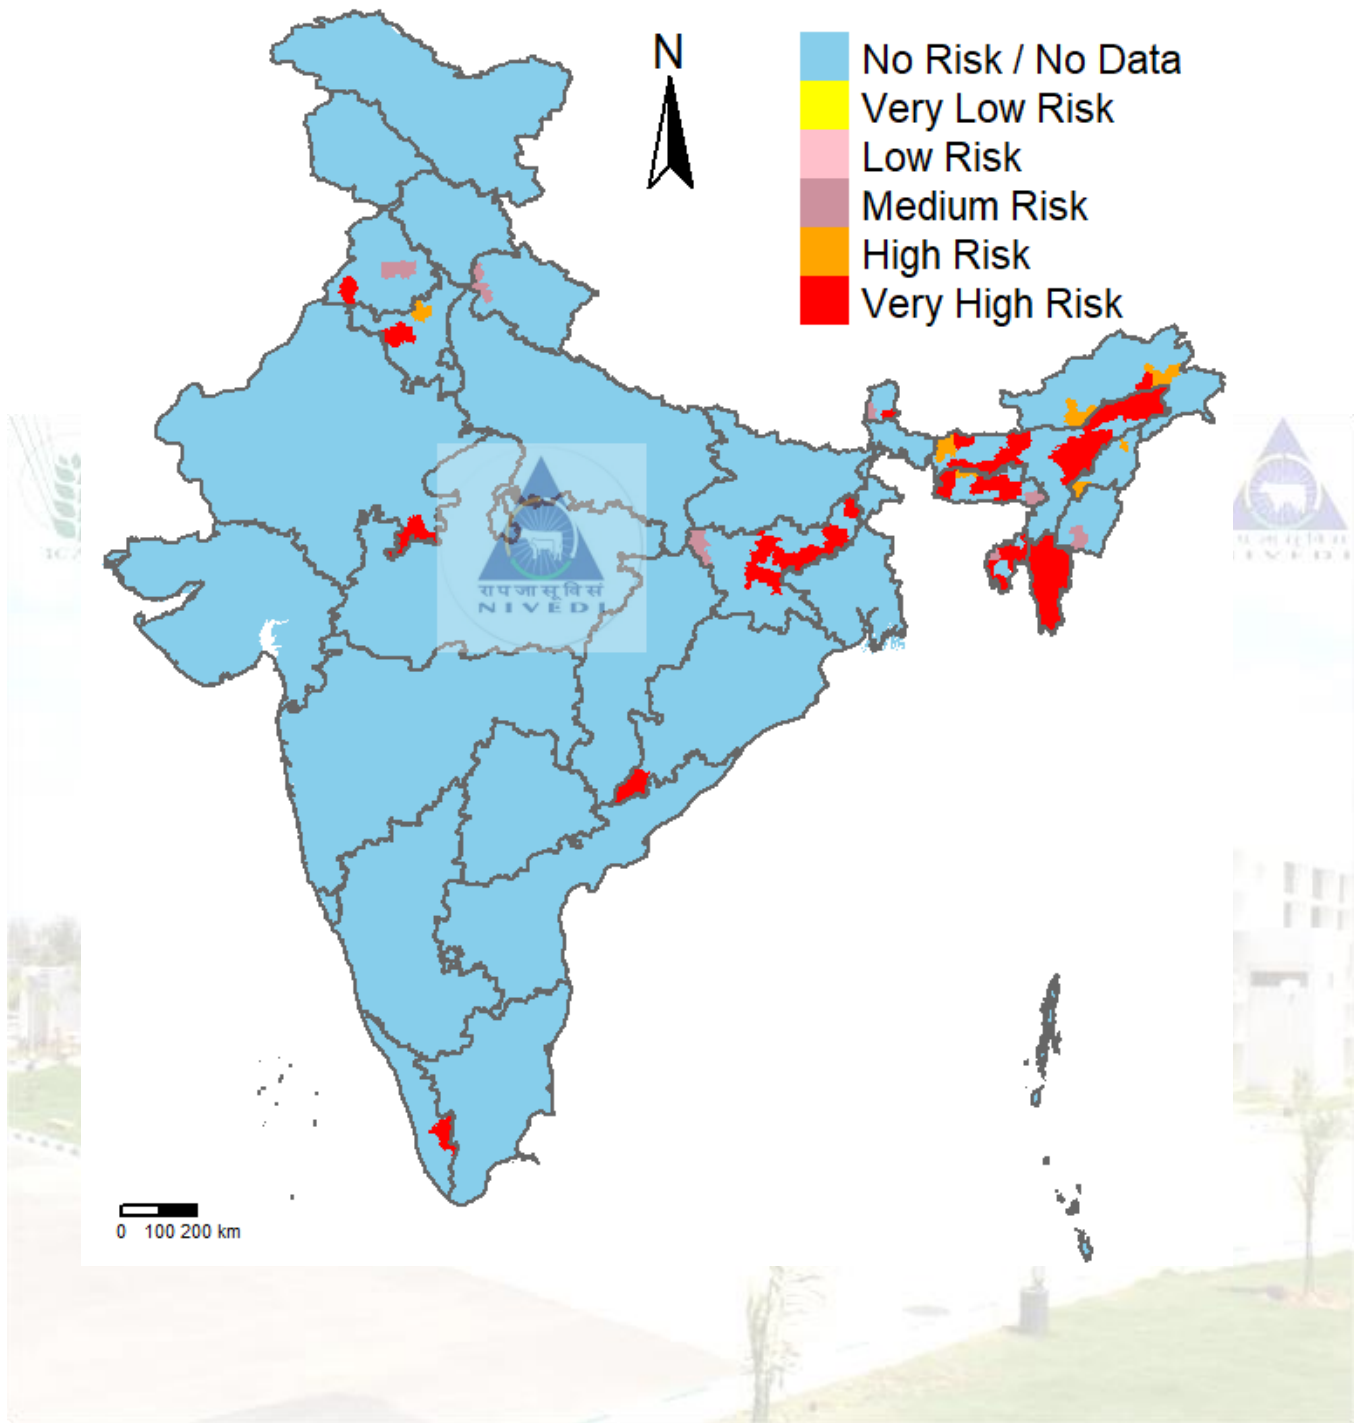 N
No Risk / No Data
Very Low Risk
Low Risk
Medium Risk
High Risk
Very High Risk
रा प जा सू वि सं
NIVEDI
0 100 200 km